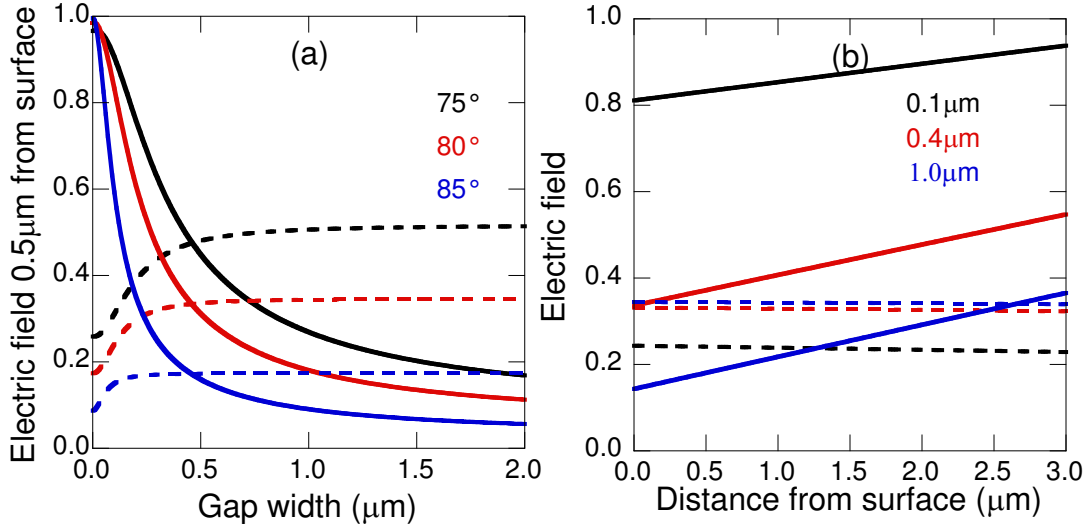 Electric field 0.5μm from surface
1.0
0.8
0.6
0.4
0.2
0.0
(a)
75°
80°
85°
0.0 0.5 1.0 1.5 2.0
Gap width (μm)
Electric field
1.0
0.8
0.6
0.4
0.2
0.0
(b)
0.1μm
0.4μm
1.0μm
0.0 0.5 1.0 1.5 2.0 2.5 3.0
Distance from surface (μm)